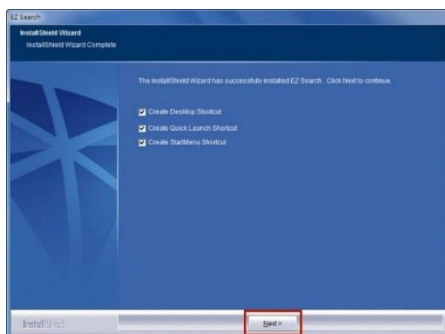 EZ Search
InstallShield Wizard
InstallShield Wizard Complete
The InstallShield Wizard has successfully installed EZ Search. Click Next to continue.
Create Desktop Shortcut
Create Quick Launch Shortcut
Create StartMenu Shortcut
InstallShield
Next >